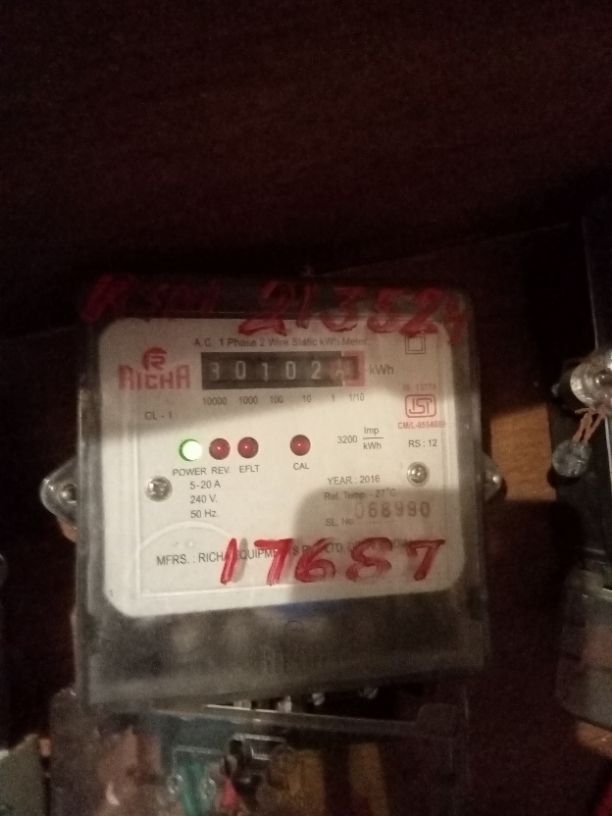 213524
A.C. 1 Phase 2 Wire Static kWh Meter
RICHA
30102 kWh
10000 1000 100 10 1 1/10
CL - 1
ISI
3200 Imp/kWh
RS : 12
POWER REV. EFLT CAL
5-20 A
240 V.
50 Hz.
YEARː 2016
Ref. Temp. - 27°C
SL. No. 068990
MFRS. : RICHA
17687